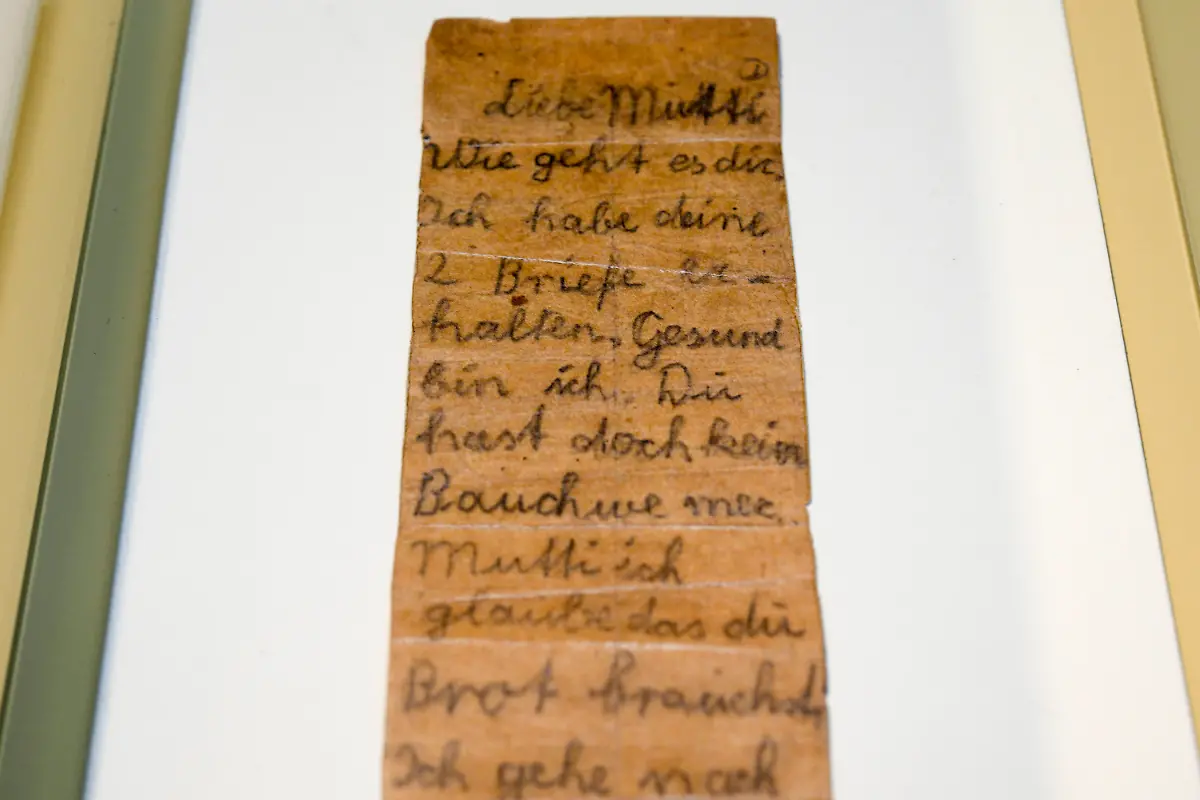 D
Liebe Mutti.
Wie geht es dir.
Ich habe deine
2 Briefe er-
halten, Gesund
bin ich. Du
hast doch kein
Bauchwe mer.
Mutti ich
glaube das du
Brot brauchst,
Ich gehe nach